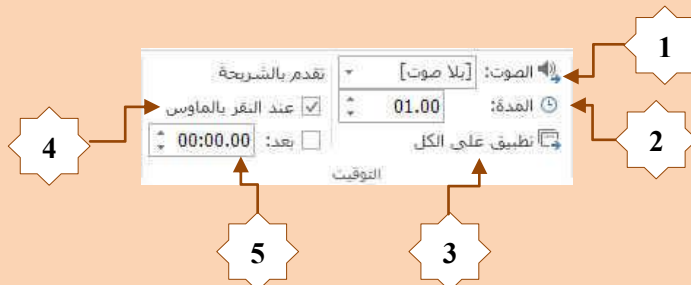 1
الصوت: [بلا صوت]
تقدم بالشريحة
2
المدة: 01.00
عند النقر بالماوس
4
تطبيق على الكل
بعد: 00:00.00
التوقيت
3
5